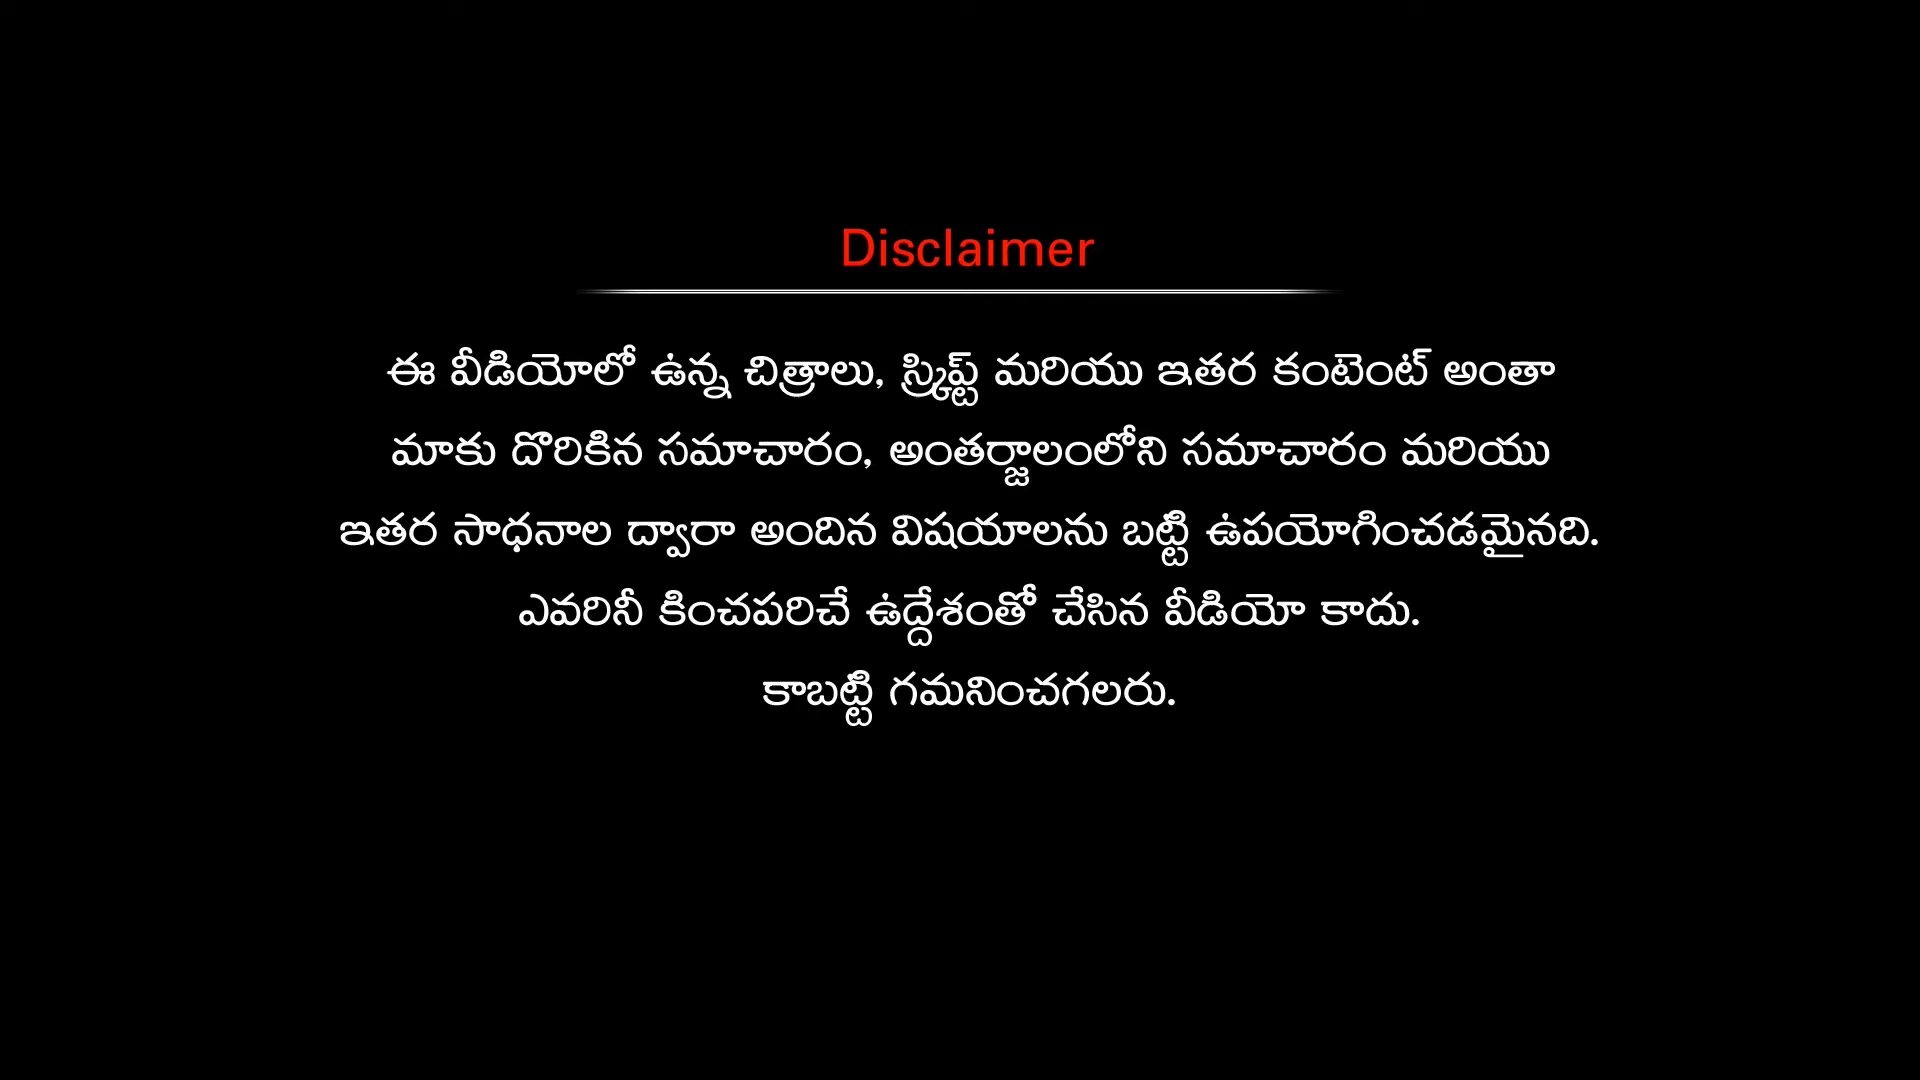 Disclaimer
ఈ వీడియోలో ఉన్న చిత్రాలు, స్క్రిప్ట్ మరియు ఇతర కంటెంట్ అంతా
మాకు దొరికిన సమాచారం, అంతర్జాలంలోని సమాచారం మరియు
ఇతర సాధనాల ద్వారా అందిన విషయాలను బట్టి ఉపయోగించడమైనది.
ఎవరినీ కించపరిచే ఉద్దేశంతో చేసిన వీడియో కాదు.
కాబట్టి గమనించగలరు.